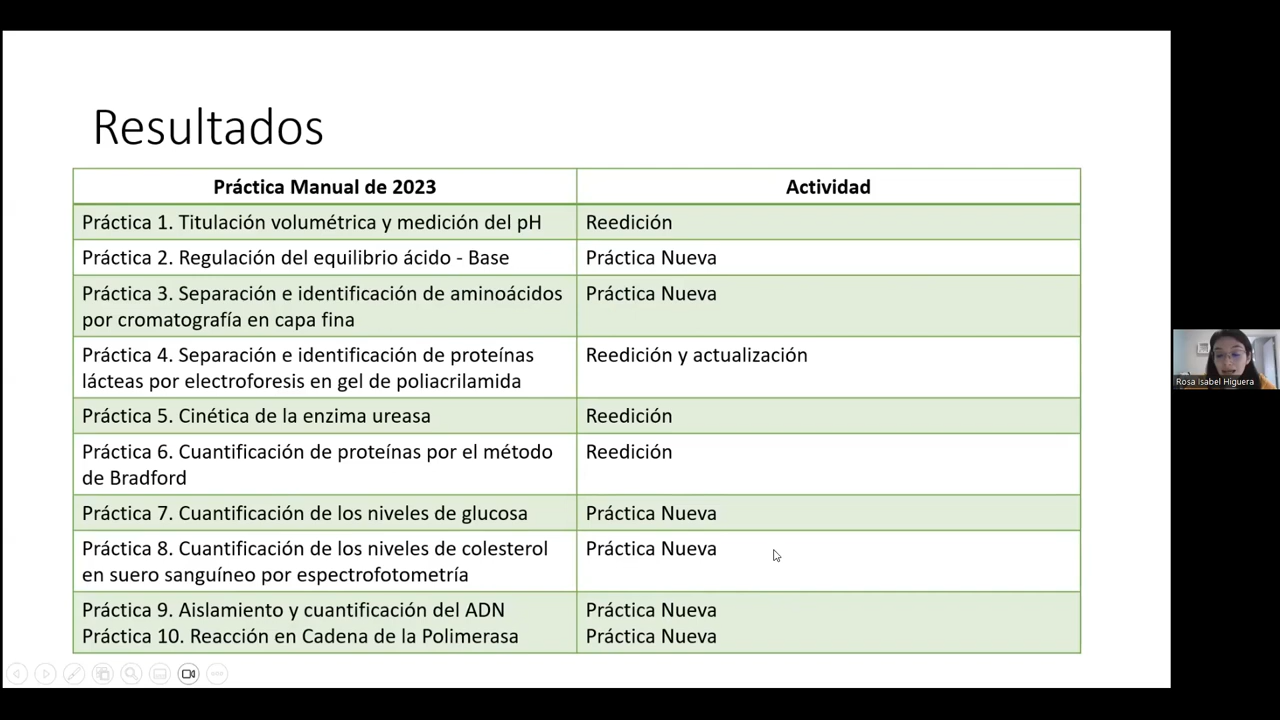 Resultados
Práctica Manual de 2023
Actividad
Práctica 1. Titulación volumétrica y medición del pH
Reedición
Práctica 2. Regulación del equilibrio ácido - Base
Práctica Nueva
Práctica 3. Separación e identificación de aminoácidos
por cromatografía en capa fina
Práctica Nueva
Práctica 4. Separación e identificación de proteínas
lácteas por electroforesis en gel de poliacrilamida
Reedición y actualización
Práctica 5. Cinética de la enzima ureasa
Reedición
Práctica 6. Cuantificación de proteínas por el método
de Bradford
Reedición
Práctica 7. Cuantificación de los niveles de glucosa
Práctica Nueva
Práctica 8. Cuantificación de los niveles de colesterol
en suero sanguíneo por espectrofotometría
Práctica Nueva
Práctica 9. Aislamiento y cuantificación del ADN
Práctica Nueva
Práctica 10. Reacción en Cadena de la Polimerasa
Práctica Nueva
Rosa Isabel Higuera